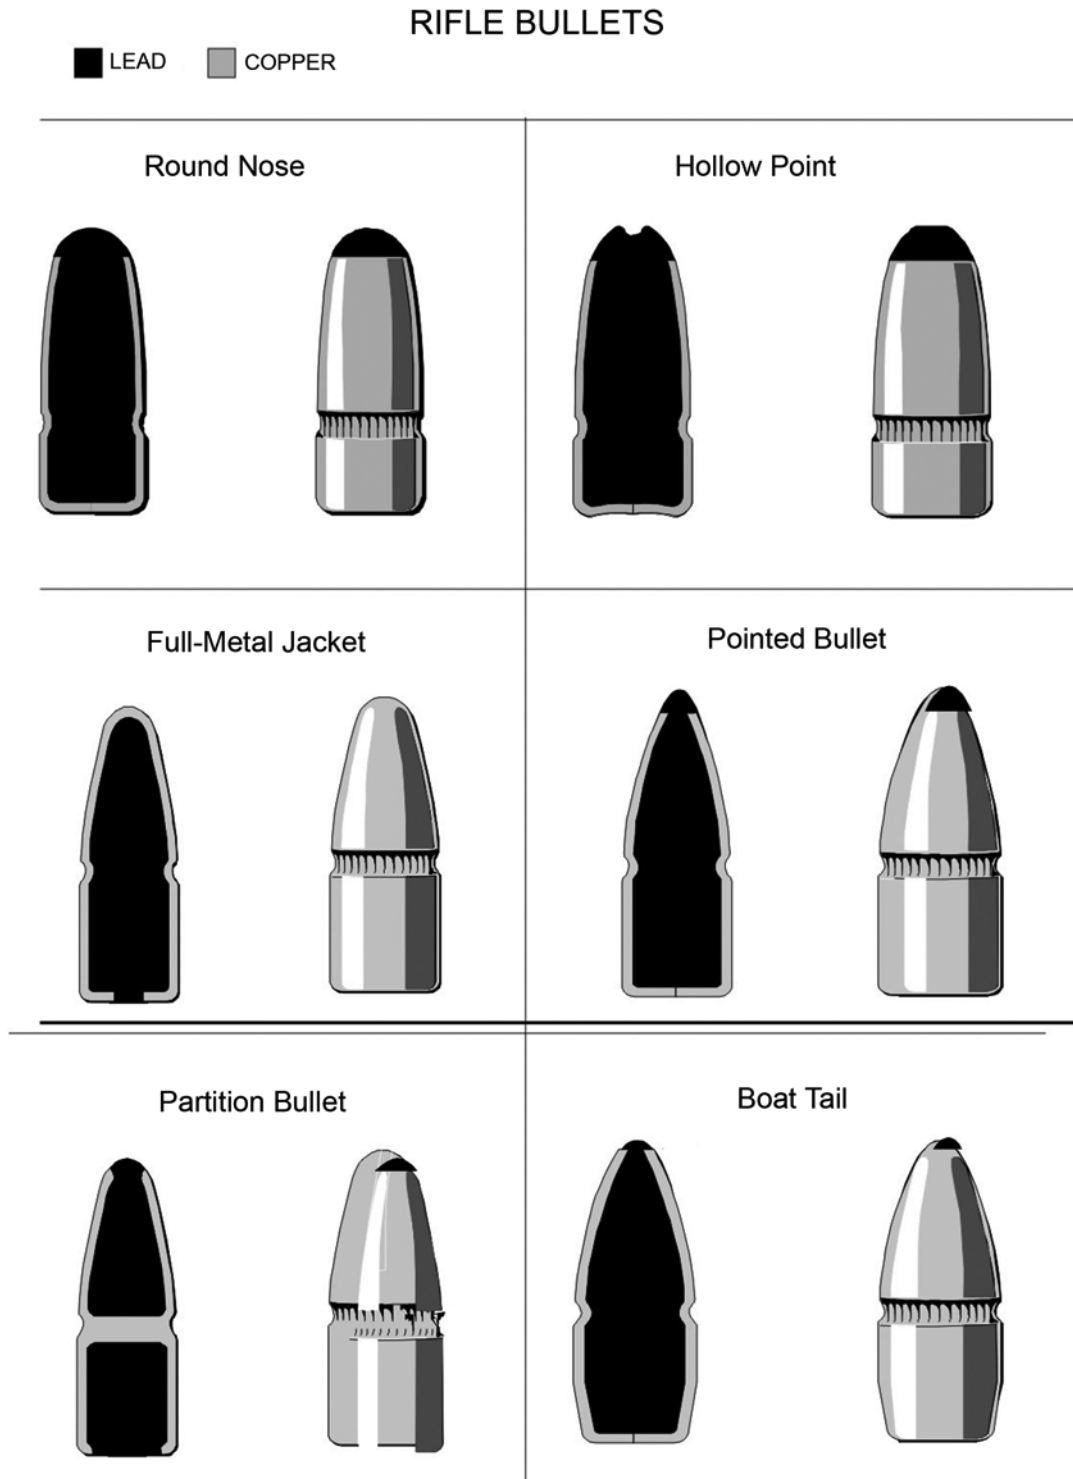 RIFLE BULLETS
LEAD COPPER
Round Nose
Hollow Point
Full-Metal Jacket
Pointed Bullet
Partition Bullet
Boat Tail